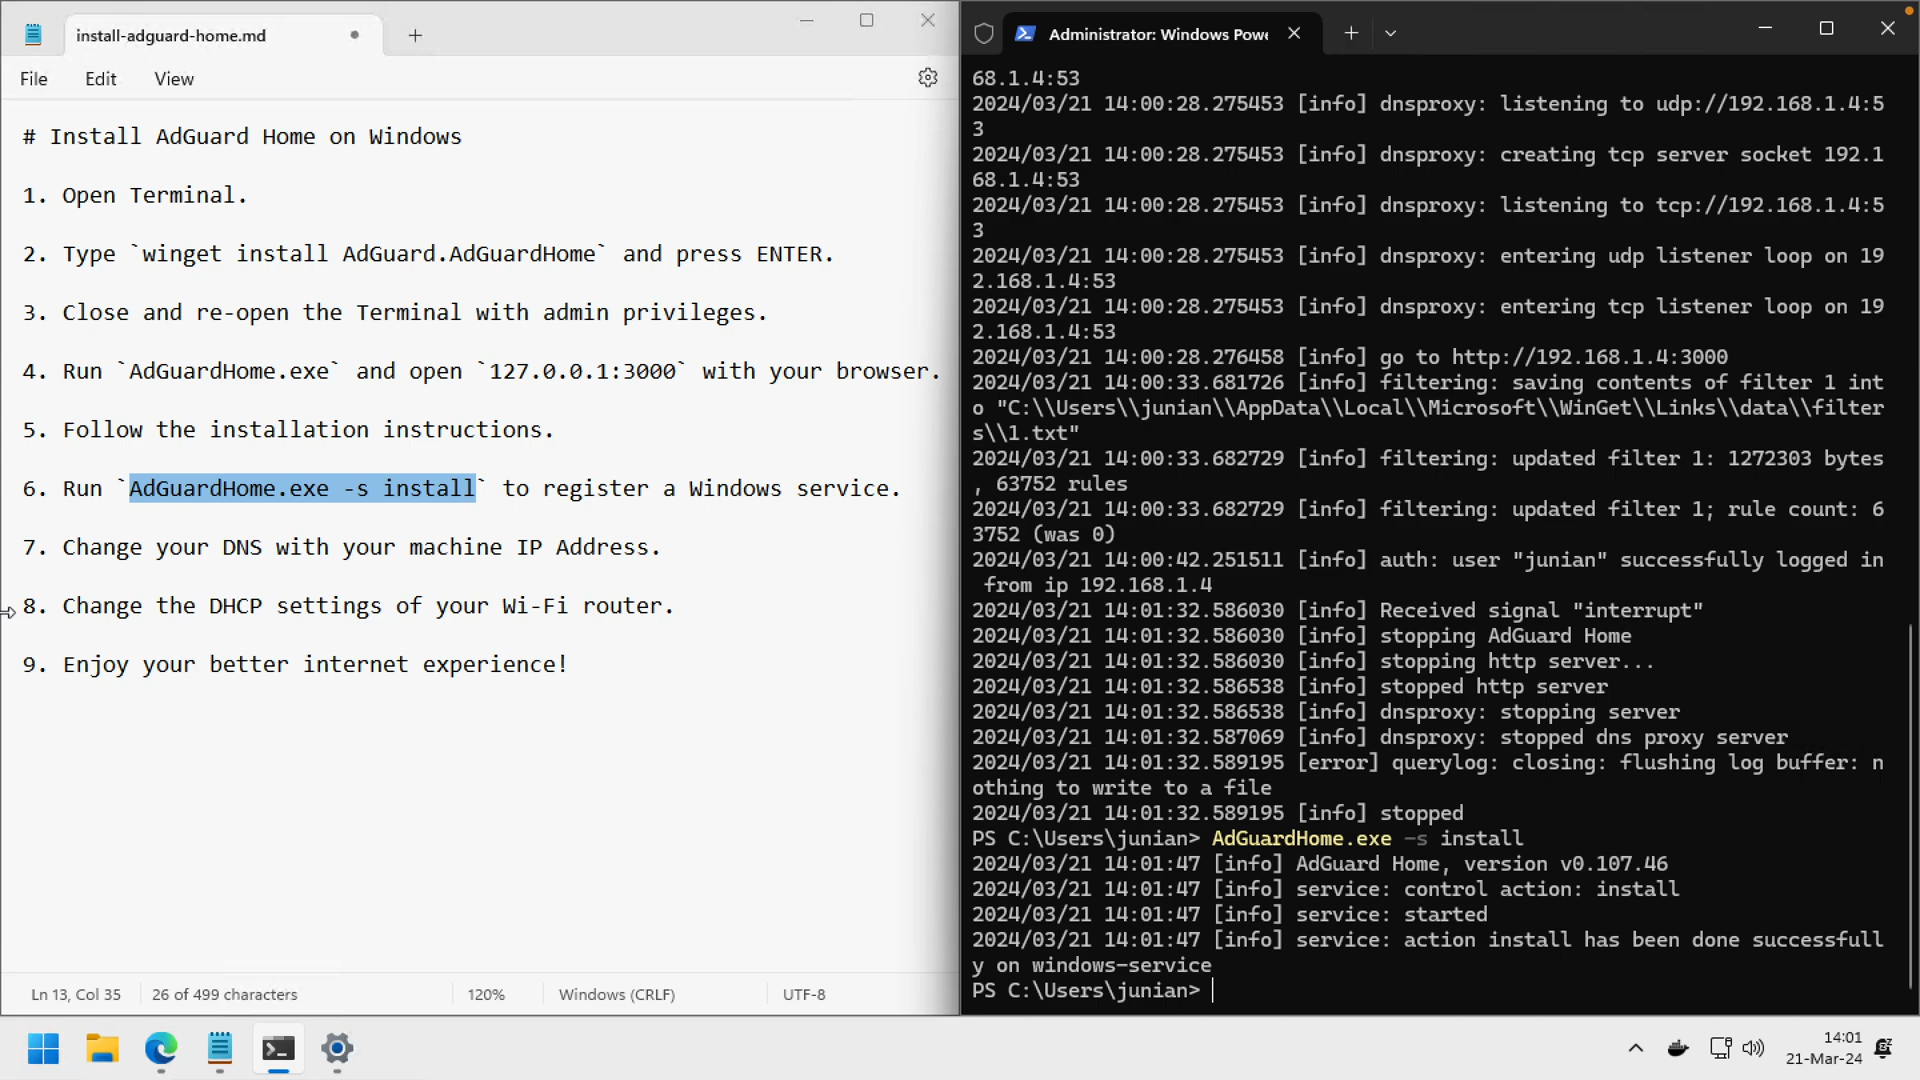 install-adguard-home.md
File Edit View
# Install AdGuard Home on Windows
1. Open Terminal.
2. Type `winget install AdGuard.AdGuardHome` and press ENTER.
3. Close and re-open the Terminal with admin privileges.
4. Run `AdGuardHome.exe` and open `127.0.0.1:3000` with your browser.
5. Follow the installation instructions.
6. Run `AdGuardHome.exe -s install` to register a Windows service.
7. Change your DNS with your machine IP Address.
8. Change the DHCP settings of your Wi-Fi router.
9. Enjoy your better internet experience!
Ln 13, Col 35 26 of 499 characters 120% Windows (CRLF) UTF-8
Administrator: Windows Powe
68.1.4:53
2024/03/21 14:00:28.275453 [info] dnsproxy: listening to udp://192.168.1.4:5
3
2024/03/21 14:00:28.275453 [info] dnsproxy: creating tcp server socket 192.1
68.1.4:53
2024/03/21 14:00:28.275453 [info] dnsproxy: listening to tcp://192.168.1.4:5
3
2024/03/21 14:00:28.275453 [info] dnsproxy: entering udp listener loop on 19
2.168.1.4:53
2024/03/21 14:00:28.275453 [info] dnsproxy: entering tcp listener loop on 19
2.168.1.4:53
2024/03/21 14:00:28.276458 [info] go to http://192.168.1.4:3000
2024/03/21 14:00:33.681726 [info] filtering: saving contents of filter 1 int
o "C:\\Users\\junian\\AppData\\Local\\Microsoft\\WinGet\\Links\\data\\filter
s\\1.txt"
2024/03/21 14:00:33.682729 [info] filtering: updated filter 1: 1272303 bytes
, 63752 rules
2024/03/21 14:00:33.682729 [info] filtering: updated filter 1; rule count: 6
3752 (was 0)
2024/03/21 14:00:42.251511 [info] auth: user "junian" successfully logged in
from ip 192.168.1.4
2024/03/21 14:01:32.586030 [info] Received signal "interrupt"
2024/03/21 14:01:32.586030 [info] stopping AdGuard Home
2024/03/21 14:01:32.586030 [info] stopping http server...
2024/03/21 14:01:32.586538 [info] stopped http server
2024/03/21 14:01:32.586538 [info] dnsproxy: stopping server
2024/03/21 14:01:32.587069 [info] dnsproxy: stopped dns proxy server
2024/03/21 14:01:32.589195 [error] querylog: closing: flushing log buffer: n
othing to write to a file
2024/03/21 14:01:32.589195 [info] stopped
PS C:\Users\junian> AdGuardHome.exe -s install
2024/03/21 14:01:47 [info] AdGuard Home, version v0.107.46
2024/03/21 14:01:47 [info] service: control action: install
2024/03/21 14:01:47 [info] service: started
2024/03/21 14:01:47 [info] service: action install has been done successfull
y on windows-service
PS C:\Users\junian>
14:01
21-Mar-24